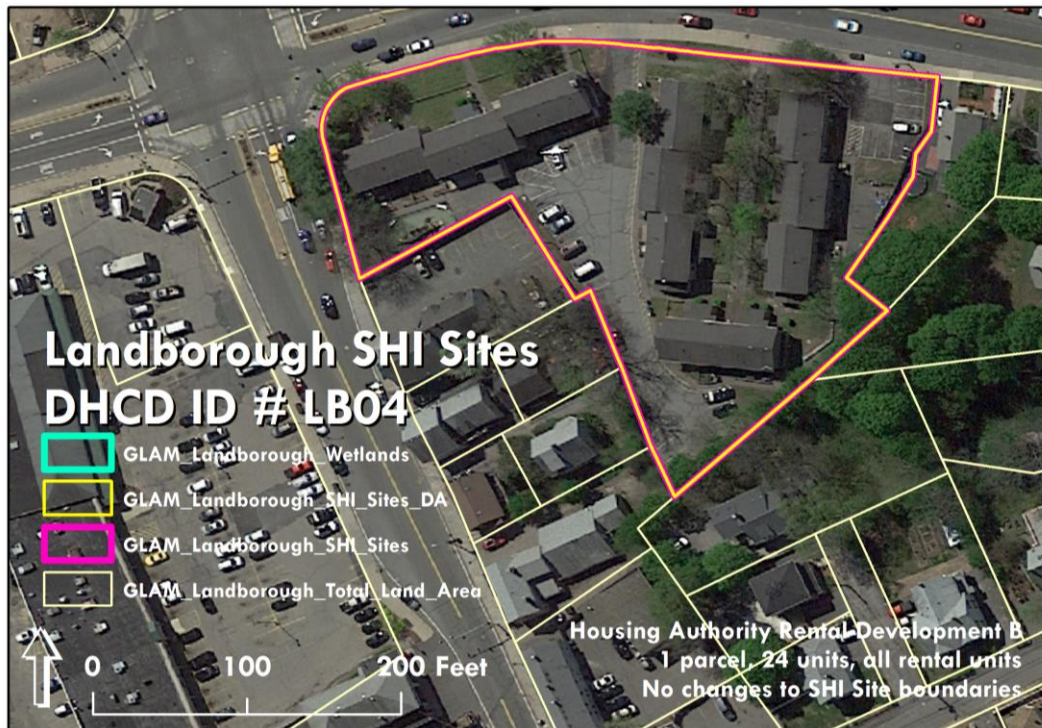 Landborough SHI Sites
DHCD ID # LB04
GLAM_Landborough_Wetlands
GLAM_Landborough_SHI_Sites_DA
GLAM_Landborough_SHI_Sites
GLAM_Landborough_Total_Land_Area
0 100 200 Feet
Housing Authority Rental Development B
1 parcel, 24 units, all rental units
No changes to SHI Site boundaries